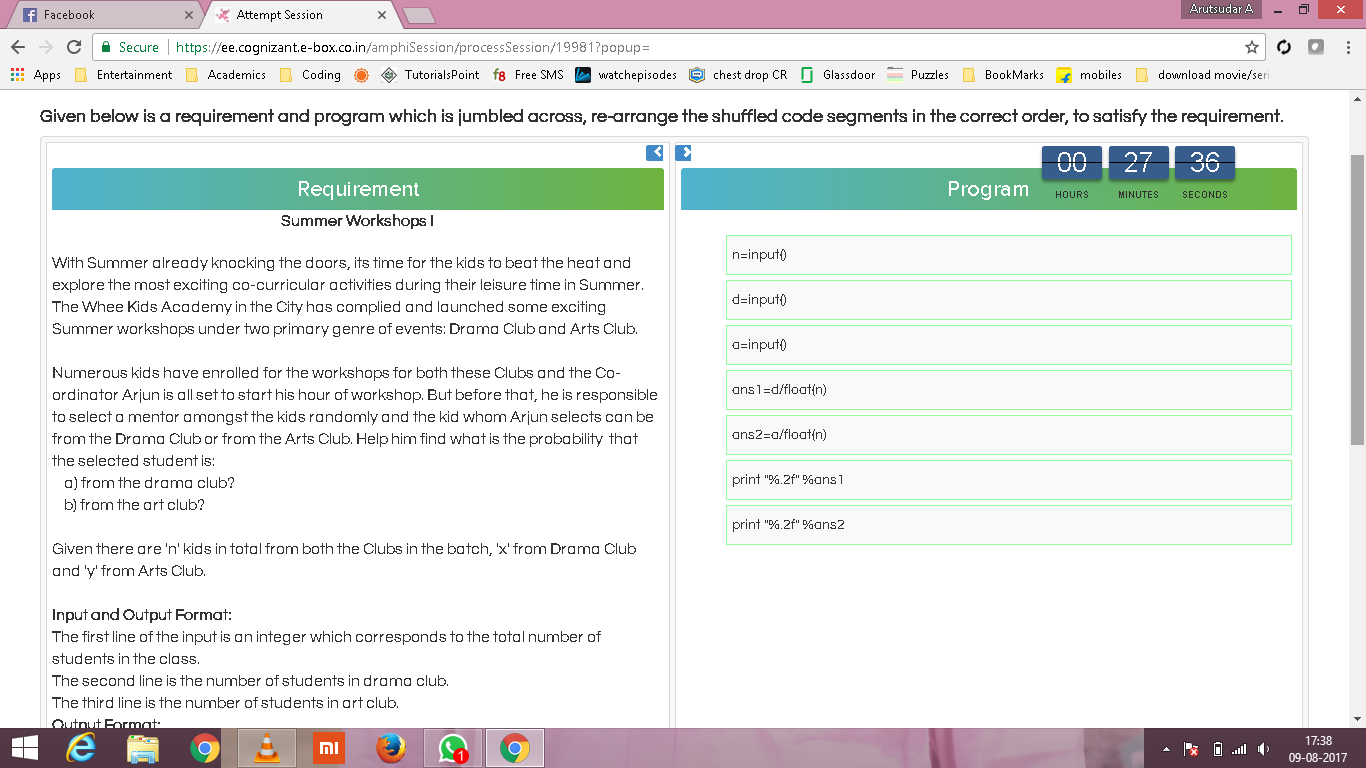 Facebook
Attempt Session
Arutsudar A
Secure https://ee.cognizant.e-box.co.in/amphiSession/processSession/19981?popup=
Apps Entertainment Academics Coding TutorialsPoint f8 Free SMS watchepisodes chest drop CR Glassdoor Puzzles BookMarks mobiles download movie/seri
Given below is a requirement and program which is jumbled across, re-arrange the shuffled code segments in the correct order, to satisfy the requirement.
Requirement
Summer Workshops I
With Summer already knocking the doors, its time for the kids to beat the heat and
explore the most exciting co-curricular activities during their leisure time in Summer.
The Whee Kids Academy in the City has complied and launched some exciting
Summer workshops under two primary genre of events: Drama Club and Arts Club.
Numerous kids have enrolled for the workshops for both these Clubs and the Co-
ordinator Arjun is all set to start his hour of workshop. But before that, he is responsible
to select a mentor amongst the kids randomly and the kid whom Arjun selects can be
from the Drama Club or from the Arts Club. Help him find what is the probability that
the selected student is:
a) from the drama club?
b) from the art club?
Given there are 'n' kids in total from both the Clubs in the batch, 'x' from Drama Club
and 'y' from Arts Club.
Input and Output Format:
The first line of the input is an integer which corresponds to the total number of
students in the class.
The second line is the number of students in drama club.
The third line is the number of students in art club.
Output Format:
Program
00 27 36
HOURS MINUTES SECONDS
n=input()
d=input()
a=input()
ans1=d/float(n)
ans2=a/float(n)
print "%.2f" %ans1
print "%.2f" %ans2
mi
1
17:38
09-08-2017